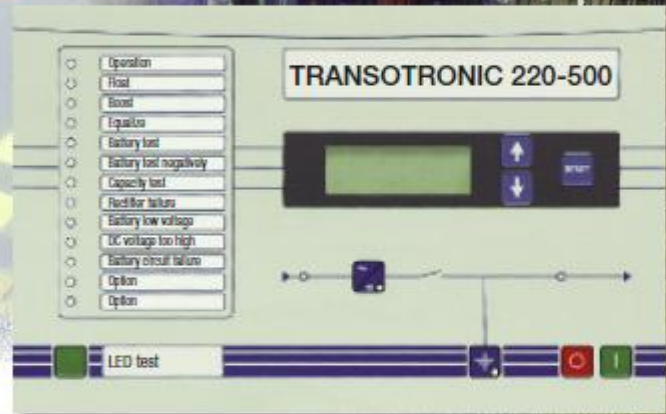 Operation
Float
Boost
Equalize
Battery test
Battery test negatively
Capacity test
Rectifier failure
Battery low voltage
DC voltage too high
Battery circuit failure
Option
Option
TRANSOTRONIC 220-500
RESET
LED test
O
I